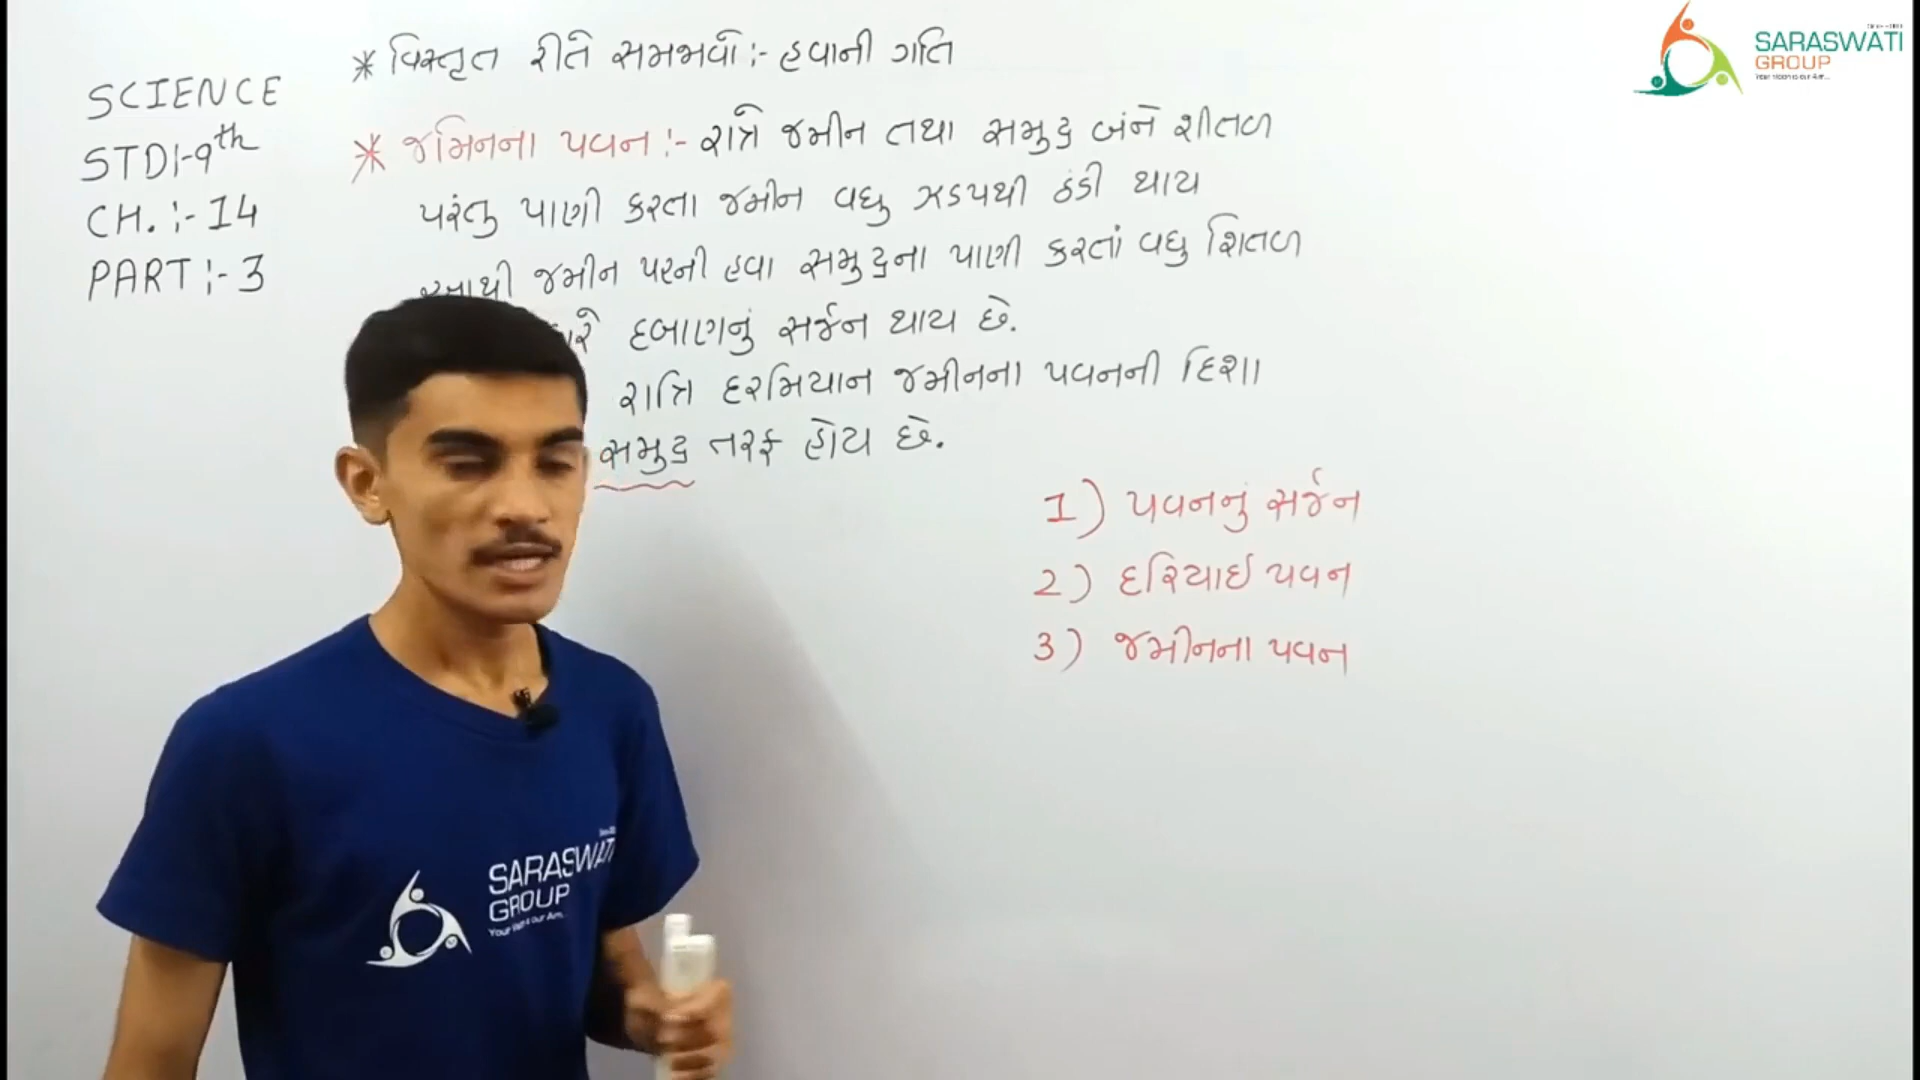 SCIENCE
STD:-9th
CH.:-14
PART:-3
* વિસ્તૃત રીતે સમજાવો:- હવાની ગતિ
* જમિનના પવન:- રાત્રે જમીન તથા સમુદ્ર બંને શીતળ
પરંતુ પાણી કરતા જમીન વધુ ઝડપથી ઠંડી થાય
આથી જમીન પરની હવા સમુદ્રના પાણી કરતાં વધુ શિતળ
દબાણનું સર્જન થાય છે.
રાત્રિ દરમિયાન જમીનના પવનની દિશા
સમુદ્ર તરફ હોય છે.
1) પવનનું સર્જન
2) દરિયાઈ પવન
3) જમીનના પવન
SARASWATI
GROUP
Your Vision is our Aim...
SARASWATI
GROUP